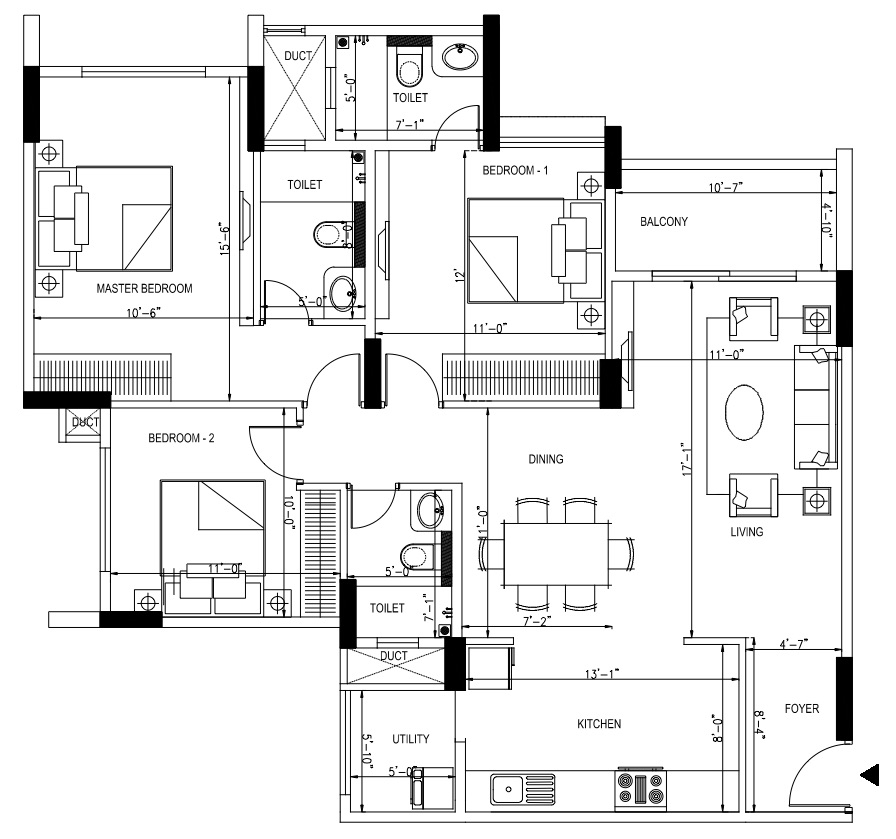 DUCT
TOILET
5'-0"
7'-1"
TOILET
8'-0"
5'-0"
BEDROOM - 1
12'
11'-0"
10'-7"
BALCONY
4'-10"
15'-6"
MASTER BEDROOM
10'-6"
11'-0"
DUCT
BEDROOM - 2
10'-0"
11'-0"
DINING
11'-0"
7'-2"
17'-1"
LIVING
5'-0"
TOILET
7'-1"
DUCT
4'-7"
13'-1"
FOYER
8'-4"
KITCHEN
8'-0"
UTILITY
5'-10"
5'-0"